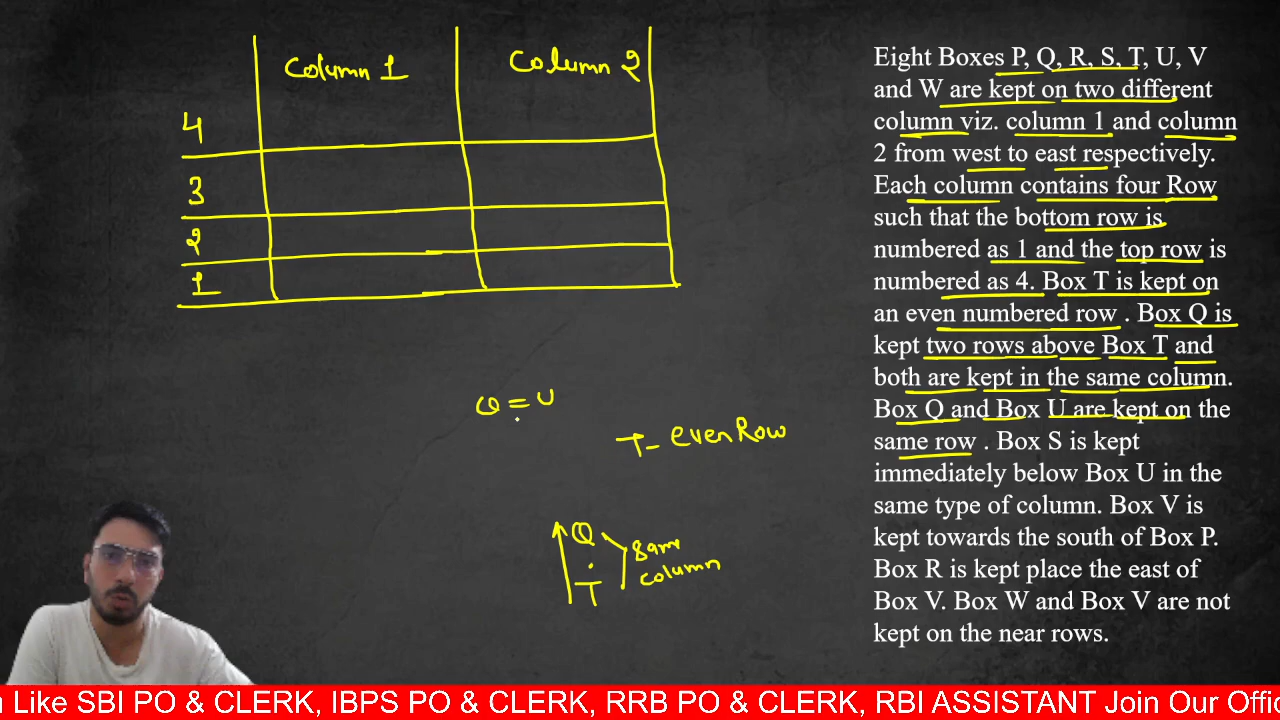 Column 1
Column 2
4
3
2
1
Q = U
T - even Row
Q
T
Same
column
Eight Boxes P, Q, R, S, T, U, V
and W are kept on two different
column viz. column 1 and column
2 from west to east respectively.
Each column contains four Row
such that the bottom row is
numbered as 1 and the top row is
numbered as 4. Box T is kept on
an even numbered row . Box Q is
kept two rows above Box T and
both are kept in the same column.
Box Q and Box U are kept on the
same row . Box S is kept
immediately below Box U in the
same type of column. Box V is
kept towards the south of Box P.
Box R is kept place the east of
Box V. Box W and Box V are not
kept on the near rows.
Like SBI PO & CLERK, IBPS PO & CLERK, RRB PO & CLERK, RBI ASSISTANT Join Our